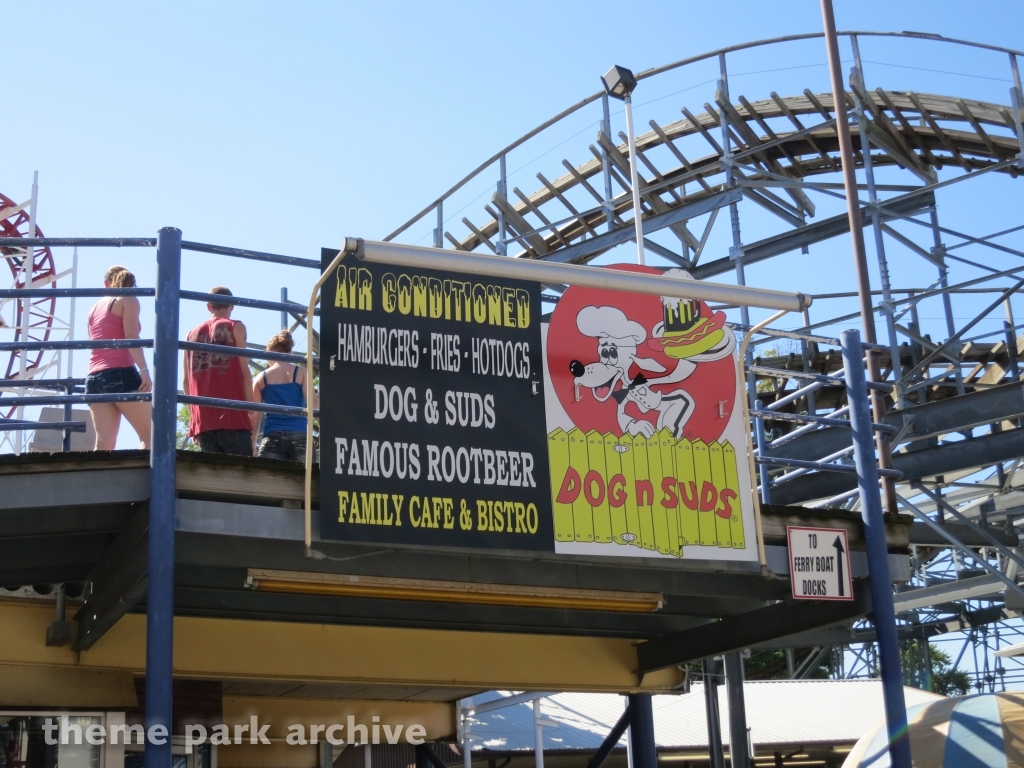 AIR CONDITIONED
HAMBURGERS - FRIES - HOTDOGS
DOG & SUDS
FAMOUS ROOTBEER
FAMILY CAFE & BISTRO
DOG n SUDS®
TO
FERRY BOAT
DOCKS
theme park archive